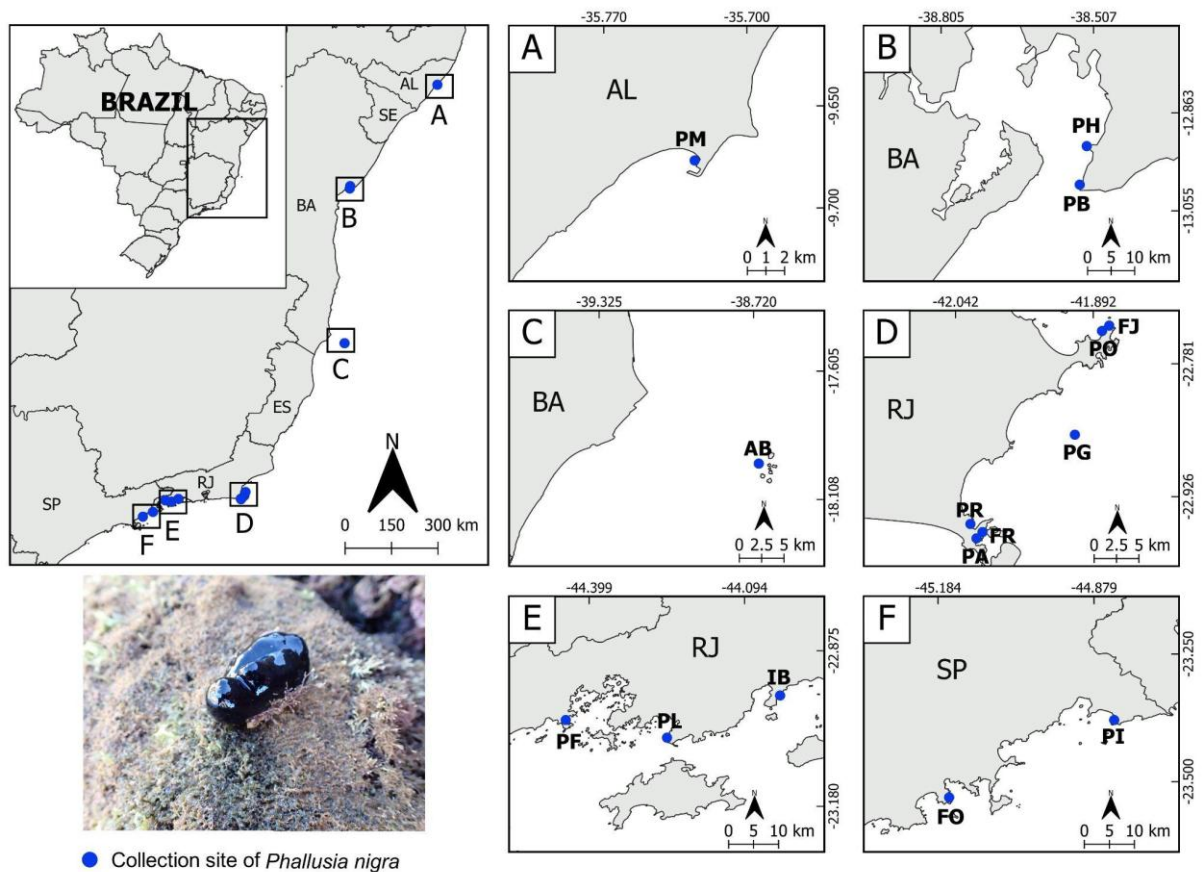 BRAZIL
AL
SE
BA
ES
RJ
SP
A
B
C
D
E
F
N
0 150 300 km
Collection site of Phallusia nigra
-35.770 -35.700
A
AL
PM
-9.650
-9.700
N
0 1 2 km
-38.805 -38.507
B
BA
PH
PB
-12.863
-13.055
N
0 5 10 km
-39.325 -38.720
C
BA
AB
-17.605
-18.108
N
0 2.5 5 km
-42.042 -41.892
D
RJ
FJ
PO
PG
PR
FR
PA
-22.781
-22.926
N
0 2.5 5 km
-44.399 -44.094
E
RJ
IB
PL
PF
-22.875
-23.180
N
0 5 10 km
-45.184 -44.879
F
SP
PI
FO
-23.250
-23.500
N
0 5 10 km